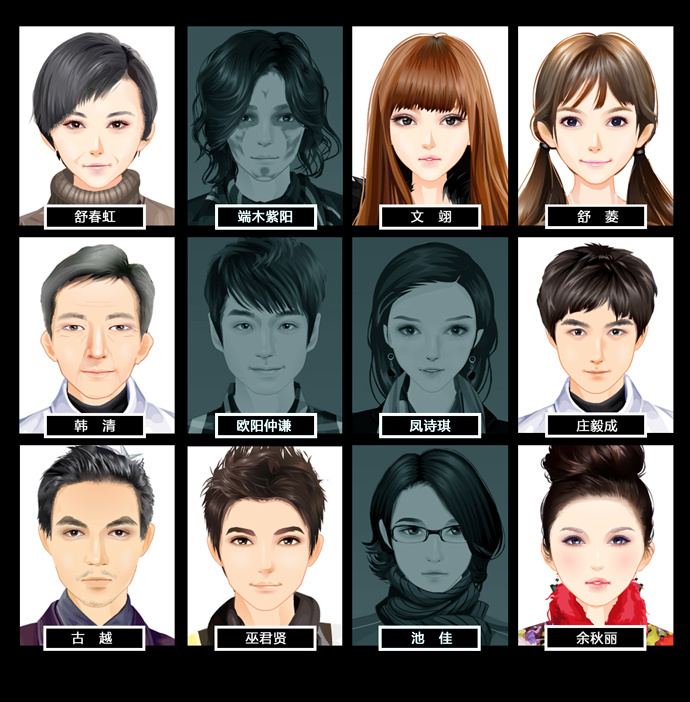 舒春虹
端木紫阳
文 翊
舒 菱
韩 清
欧阳仲谦
凤诗琪
庄毅成
古 越
巫君贤
池 佳
余秋丽